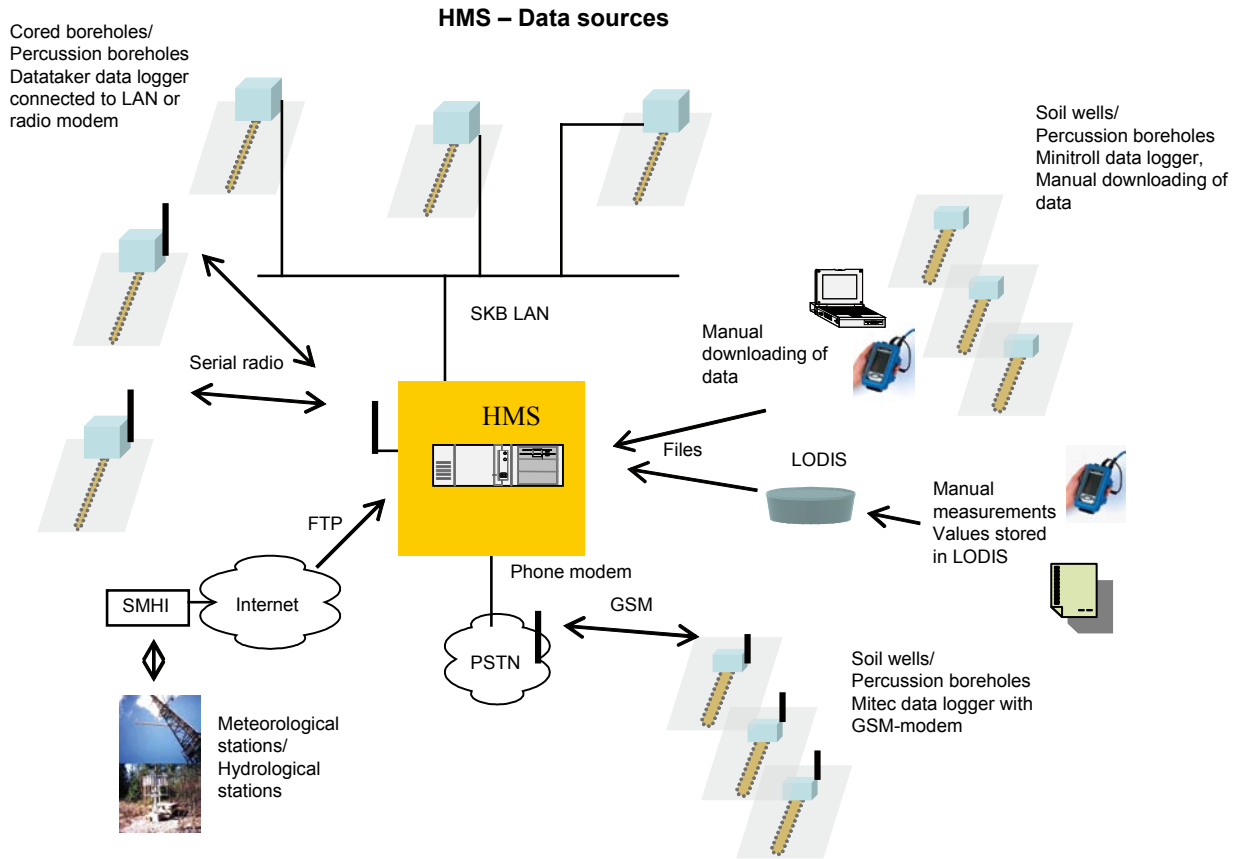 HMS – Data sources
Cored boreholes/
Percussion boreholes
Datataker data logger
connected to LAN or
radio modem
Soil wells/
Percussion boreholes
Minitroll data logger,
Manual downloading of
data
SKB LAN
Manual
downloading of
data
Serial radio
HMS
Files
LODIS
Manual
measurements
Values stored
in LODIS
FTP
Phone modem
SMHI
Internet
GSM
PSTN
Soil wells/
Percussion boreholes
Mitec data logger with
GSM-modem
Meteorological
stations/
Hydrological
stations